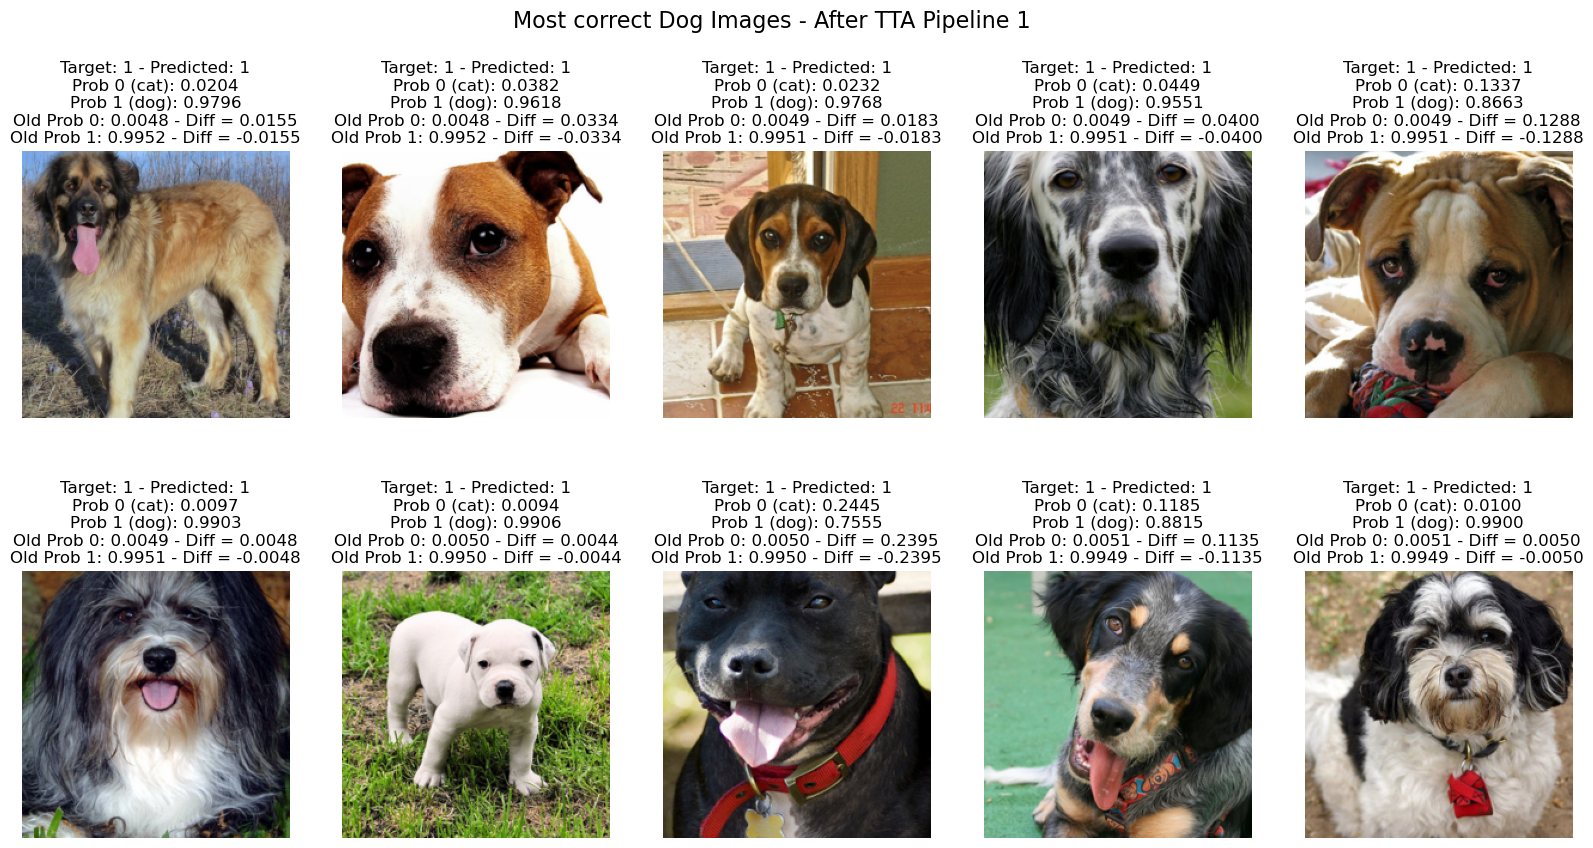 Most correct Dog Images - After TTA Pipeline 1
Target: 1 - Predicted: 1
Prob 0 (cat): 0.0204
Prob 1 (dog): 0.9796
Old Prob 0: 0.0048 - Diff = 0.0155
Old Prob 1: 0.9952 - Diff = -0.0155
Target: 1 - Predicted: 1
Prob 0 (cat): 0.0382
Prob 1 (dog): 0.9618
Old Prob 0: 0.0048 - Diff = 0.0334
Old Prob 1: 0.9952 - Diff = -0.0334
Target: 1 - Predicted: 1
Prob 0 (cat): 0.0232
Prob 1 (dog): 0.9768
Old Prob 0: 0.0049 - Diff = 0.0183
Old Prob 1: 0.9951 - Diff = -0.0183
22 11
Target: 1 - Predicted: 1
Prob 0 (cat): 0.0449
Prob 1 (dog): 0.9551
Old Prob 0: 0.0049 - Diff = 0.0400
Old Prob 1: 0.9951 - Diff = -0.0400
Target: 1 - Predicted: 1
Prob 0 (cat): 0.1337
Prob 1 (dog): 0.8663
Old Prob 0: 0.0049 - Diff = 0.1288
Old Prob 1: 0.9951 - Diff = -0.1288
Target: 1 - Predicted: 1
Prob 0 (cat): 0.0097
Prob 1 (dog): 0.9903
Old Prob 0: 0.0049 - Diff = 0.0048
Old Prob 1: 0.9951 - Diff = -0.0048
Target: 1 - Predicted: 1
Prob 0 (cat): 0.0094
Prob 1 (dog): 0.9906
Old Prob 0: 0.0050 - Diff = 0.0044
Old Prob 1: 0.9950 - Diff = -0.0044
Target: 1 - Predicted: 1
Prob 0 (cat): 0.2445
Prob 1 (dog): 0.7555
Old Prob 0: 0.0050 - Diff = 0.2395
Old Prob 1: 0.9950 - Diff = -0.2395
Target: 1 - Predicted: 1
Prob 0 (cat): 0.1185
Prob 1 (dog): 0.8815
Old Prob 0: 0.0051 - Diff = 0.1135
Old Prob 1: 0.9949 - Diff = -0.1135
Target: 1 - Predicted: 1
Prob 0 (cat): 0.0100
Prob 1 (dog): 0.9900
Old Prob 0: 0.0051 - Diff = 0.0050
Old Prob 1: 0.9949 - Diff = -0.0050